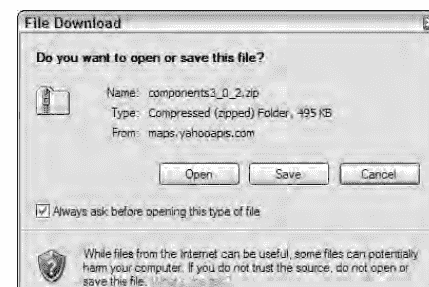 File Download
Do you want to open or save this file?
Name: components3_0_2.zip
Type: Compressed (zipped) Folder, 495 KB
From: maps.yahooapis.com
Open Save Cancel
Always ask before opening this type of file
While files from the Internet can be useful, some files can potentially
harm your computer. If you do not trust the source, do not open or
save this file.